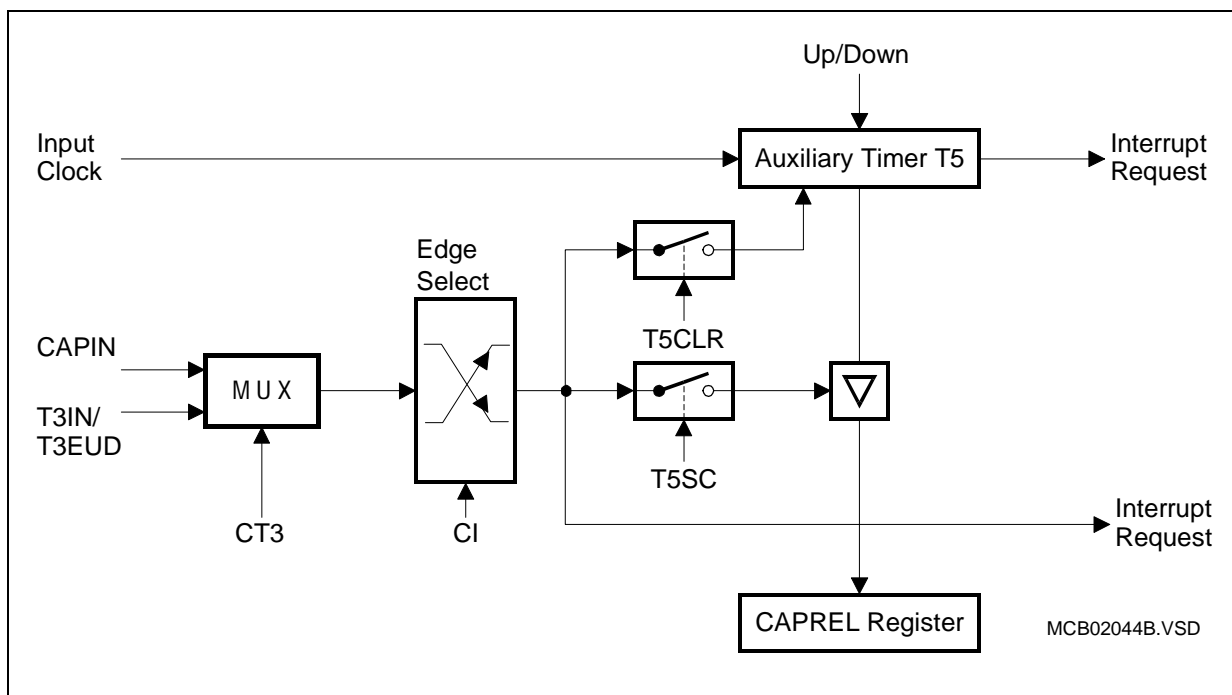 Up/Down
Input
Clock
Auxiliary Timer T5
Interrupt
Request
Edge
Select
T5CLR
CAPIN
MUX
T3IN/
T3EUD
T5SC
CT3
CI
Interrupt
Request
CAPREL Register
MCB02044B.VSD